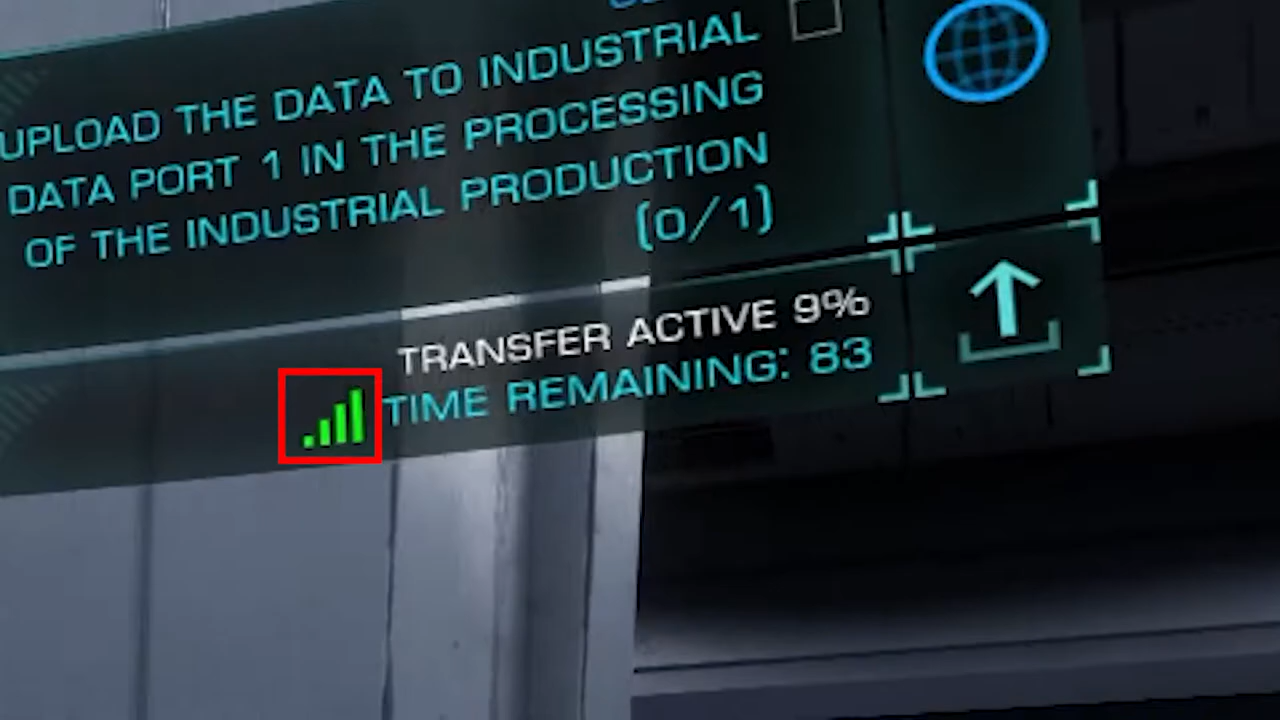 UPLOAD THE DATA TO INDUSTRIAL
DATA PORT 1 IN THE PROCESSING
OF THE INDUSTRIAL PRODUCTION
(0/1)
TRANSFER ACTIVE 9%
TIME REMAINING: 83